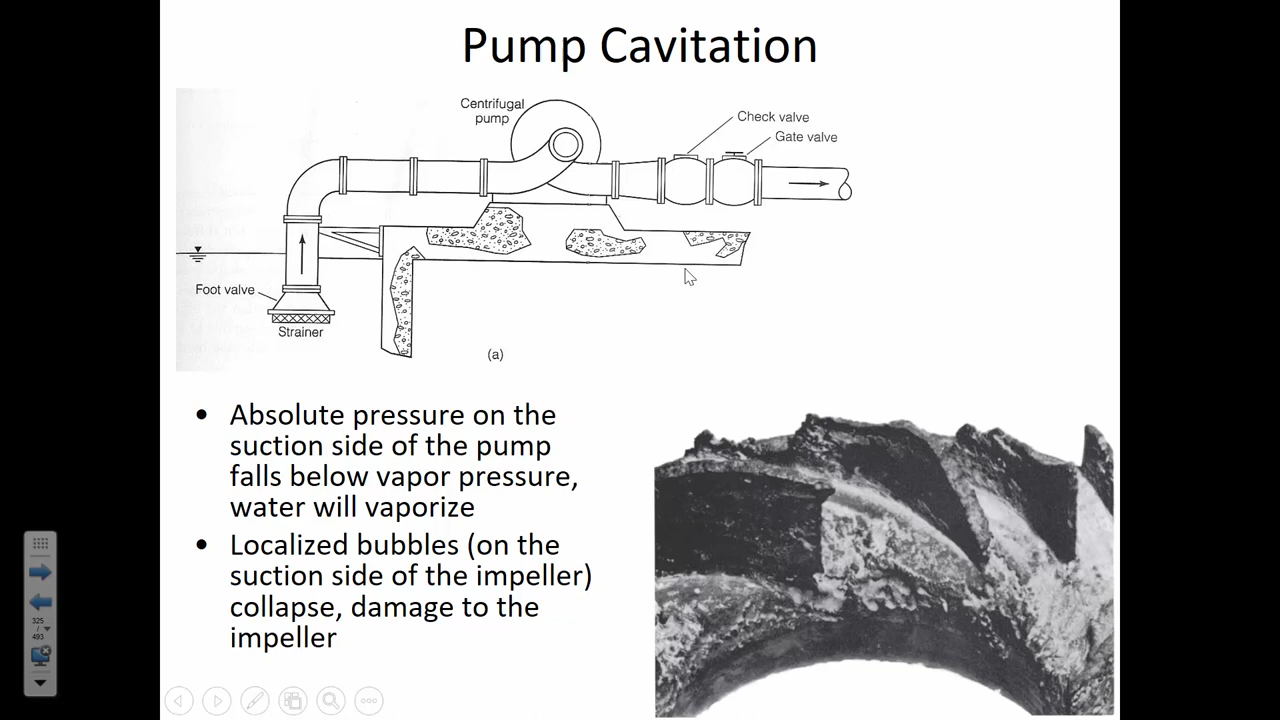 Pump Cavitation
Centrifugal
pump
Check valve
Gate valve
Foot valve
Strainer
(a)
• Absolute pressure on the
suction side of the pump
falls below vapor pressure,
water will vaporize
• Localized bubbles (on the
suction side of the impeller)
collapse, damage to the
impeller
325
/
493